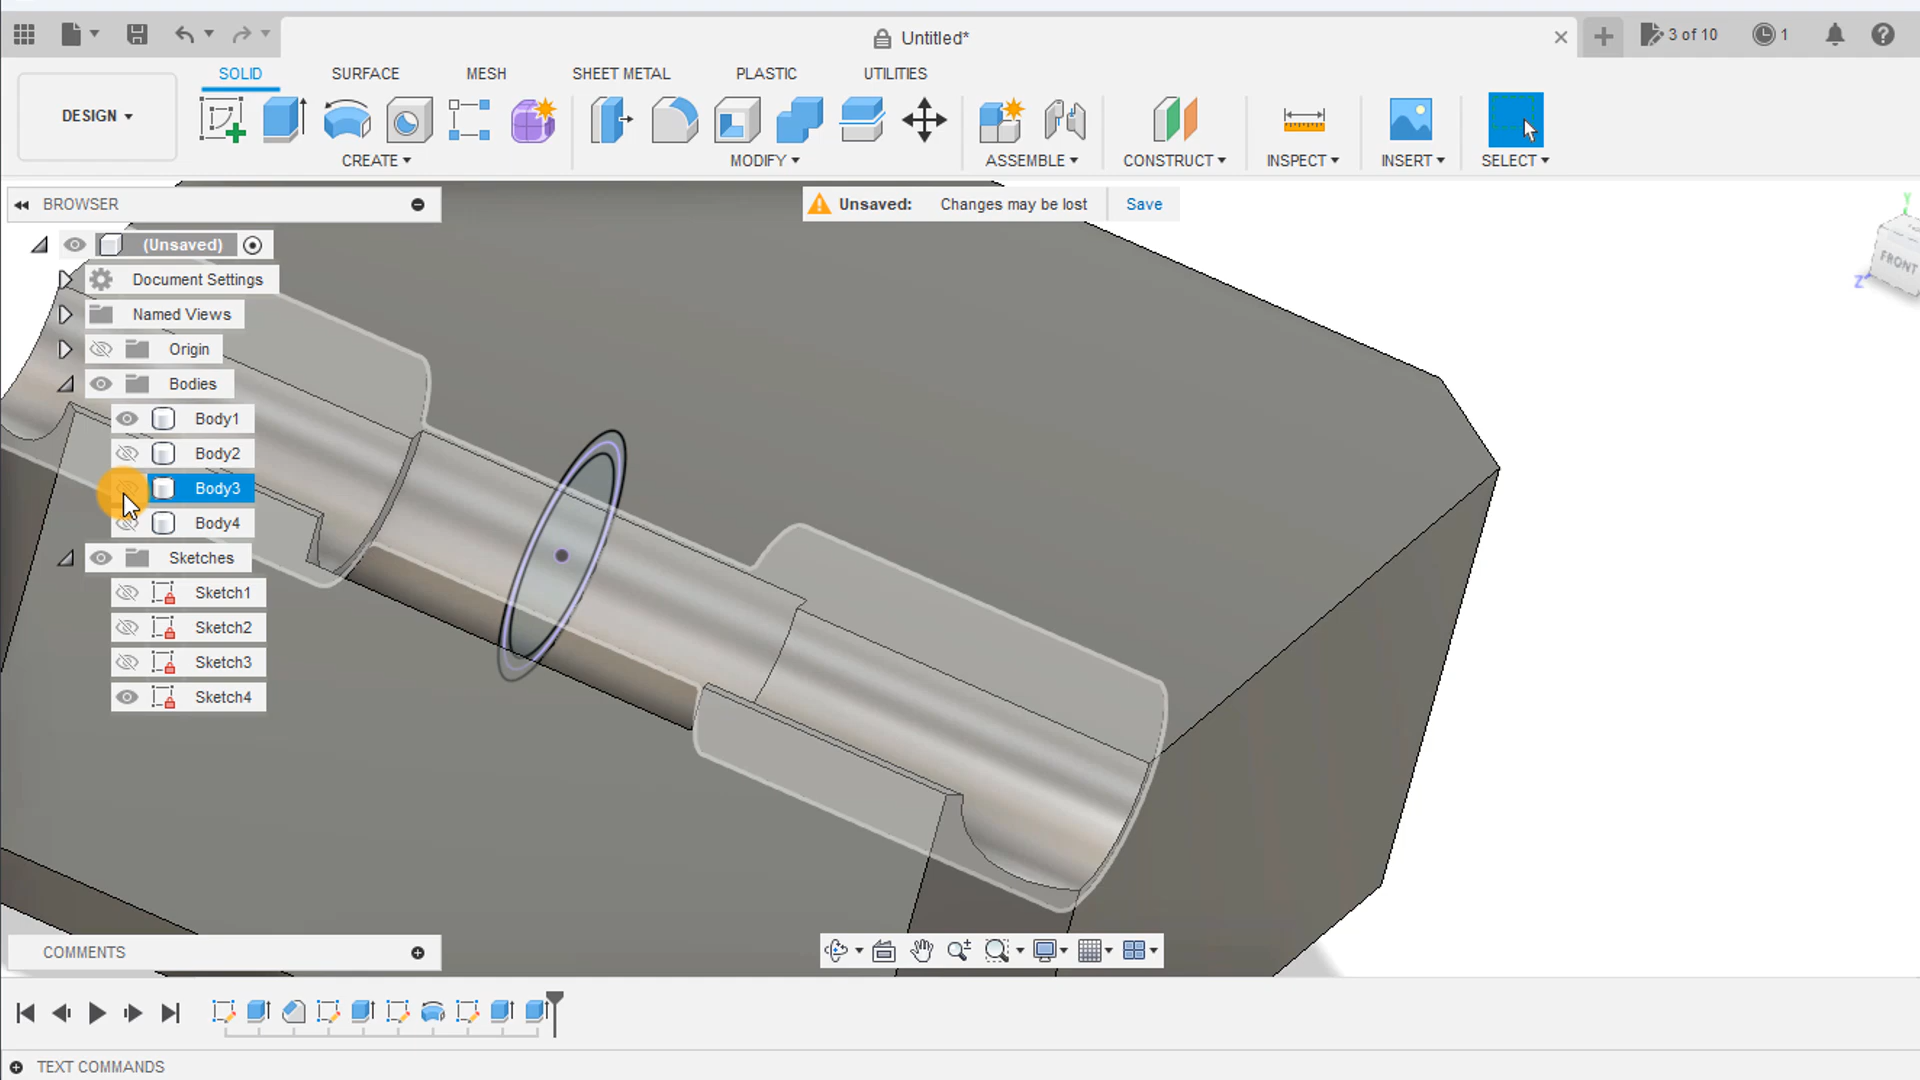 Untitled*
3 of 10
1
DESIGN
SOLID
SURFACE
MESH
SHEET METAL
PLASTIC
UTILITIES
CREATE
MODIFY
ASSEMBLE
CONSTRUCT
INSPECT
INSERT
SELECT
BROWSER
Unsaved: Changes may be lost Save
(Unsaved)
Document Settings
Named Views
Origin
Bodies
Body1
Body2
Body3
Body4
Sketches
Sketch1
Sketch2
Sketch3
Sketch4
Y
FRONT
Z
COMMENTS
TEXT COMMANDS